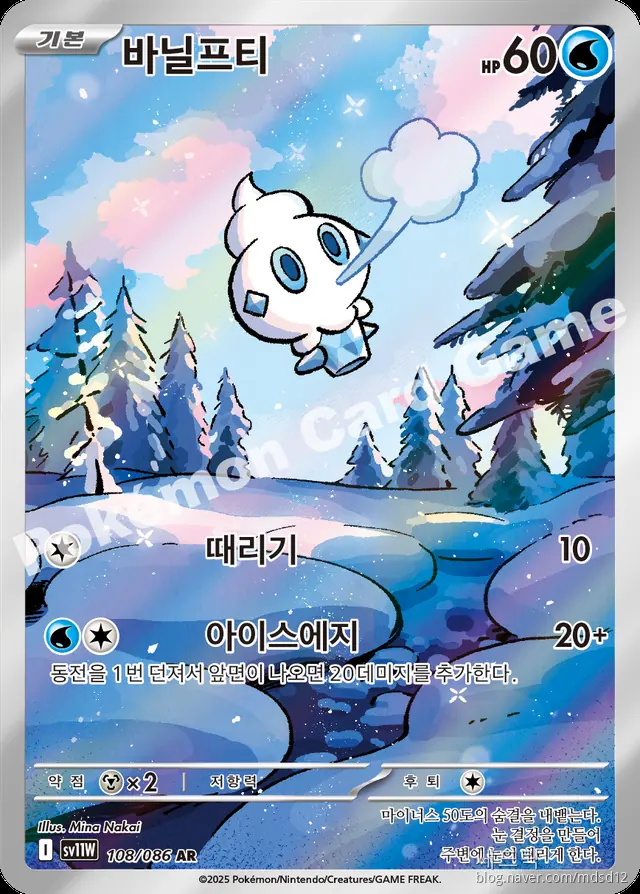 기본
바닐프티
HP 60
Pokémon Card Game
때리기 10
아이스에지 20+
동전을 1번 던져서 앞면이 나오면 20데미지를 추가한다.
약점 ×2 저항력 후퇴
Illus. Mina Nakai
I sv11W 108/086 AR
마이너스 50도의 숨결을 내뱉는다.
눈 결정을 만들어
주변에 눈이 내리게 한다.
©2025 Pokémon/Nintendo/Creatures/GAME FREAK.
blog.naver.com/mdsd12